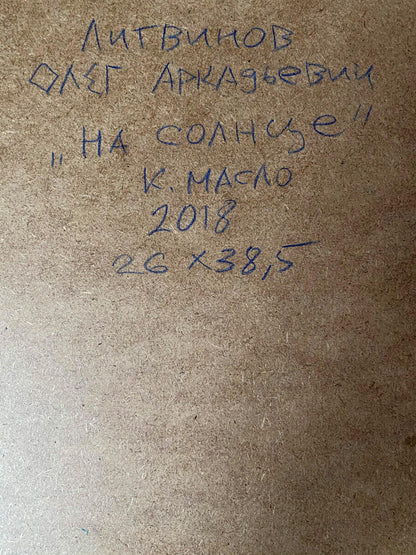 ЛИТВИНОВ
ОЛЕГ АРКАДЬЕВИЧ
„НА СОЛНЦЕ"
К. МАСЛО
2018
26 x 38,5